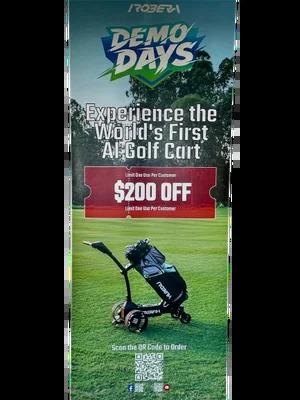 ROBERA
DEMO
DAYS
Experience the
World's First
AI Golf Cart
Limit One Use Per Customer
$200 OFF
Limit One Use Per Customer
ROBERA
Scan the QR Code to Order